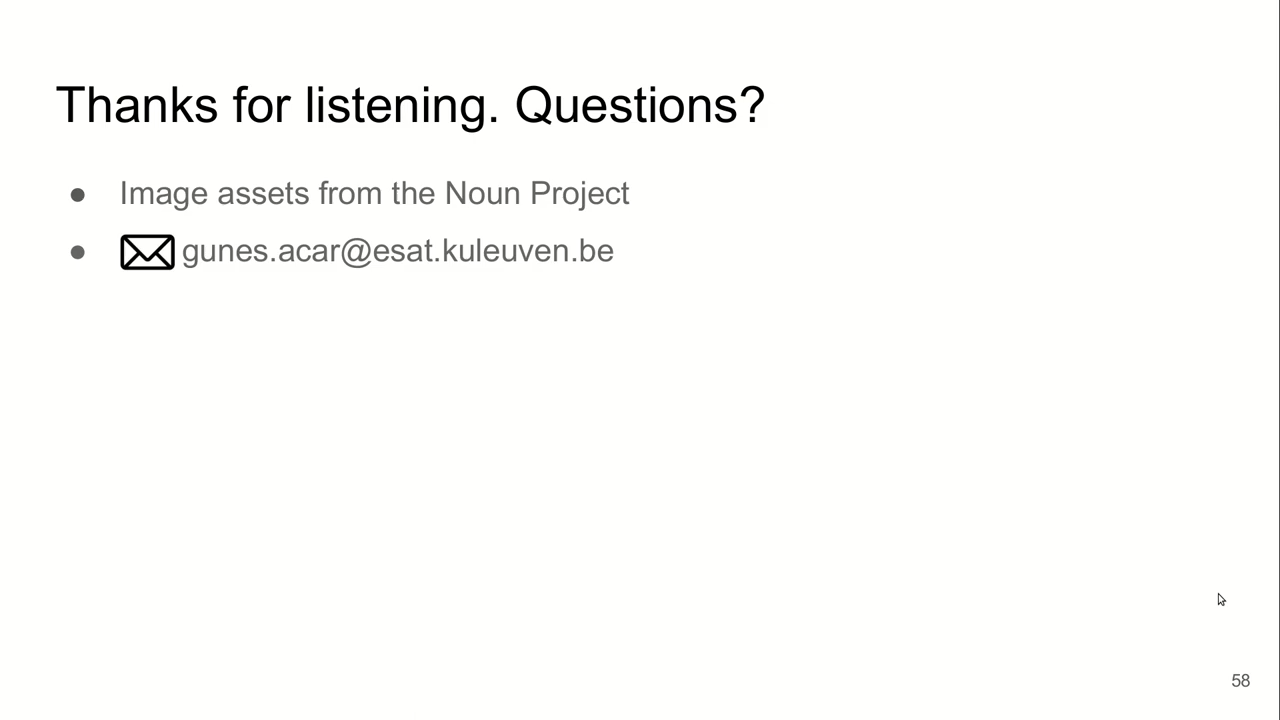 Thanks for listening. Questions?
● Image assets from the Noun Project
● gunes.acar@esat.kuleuven.be
58